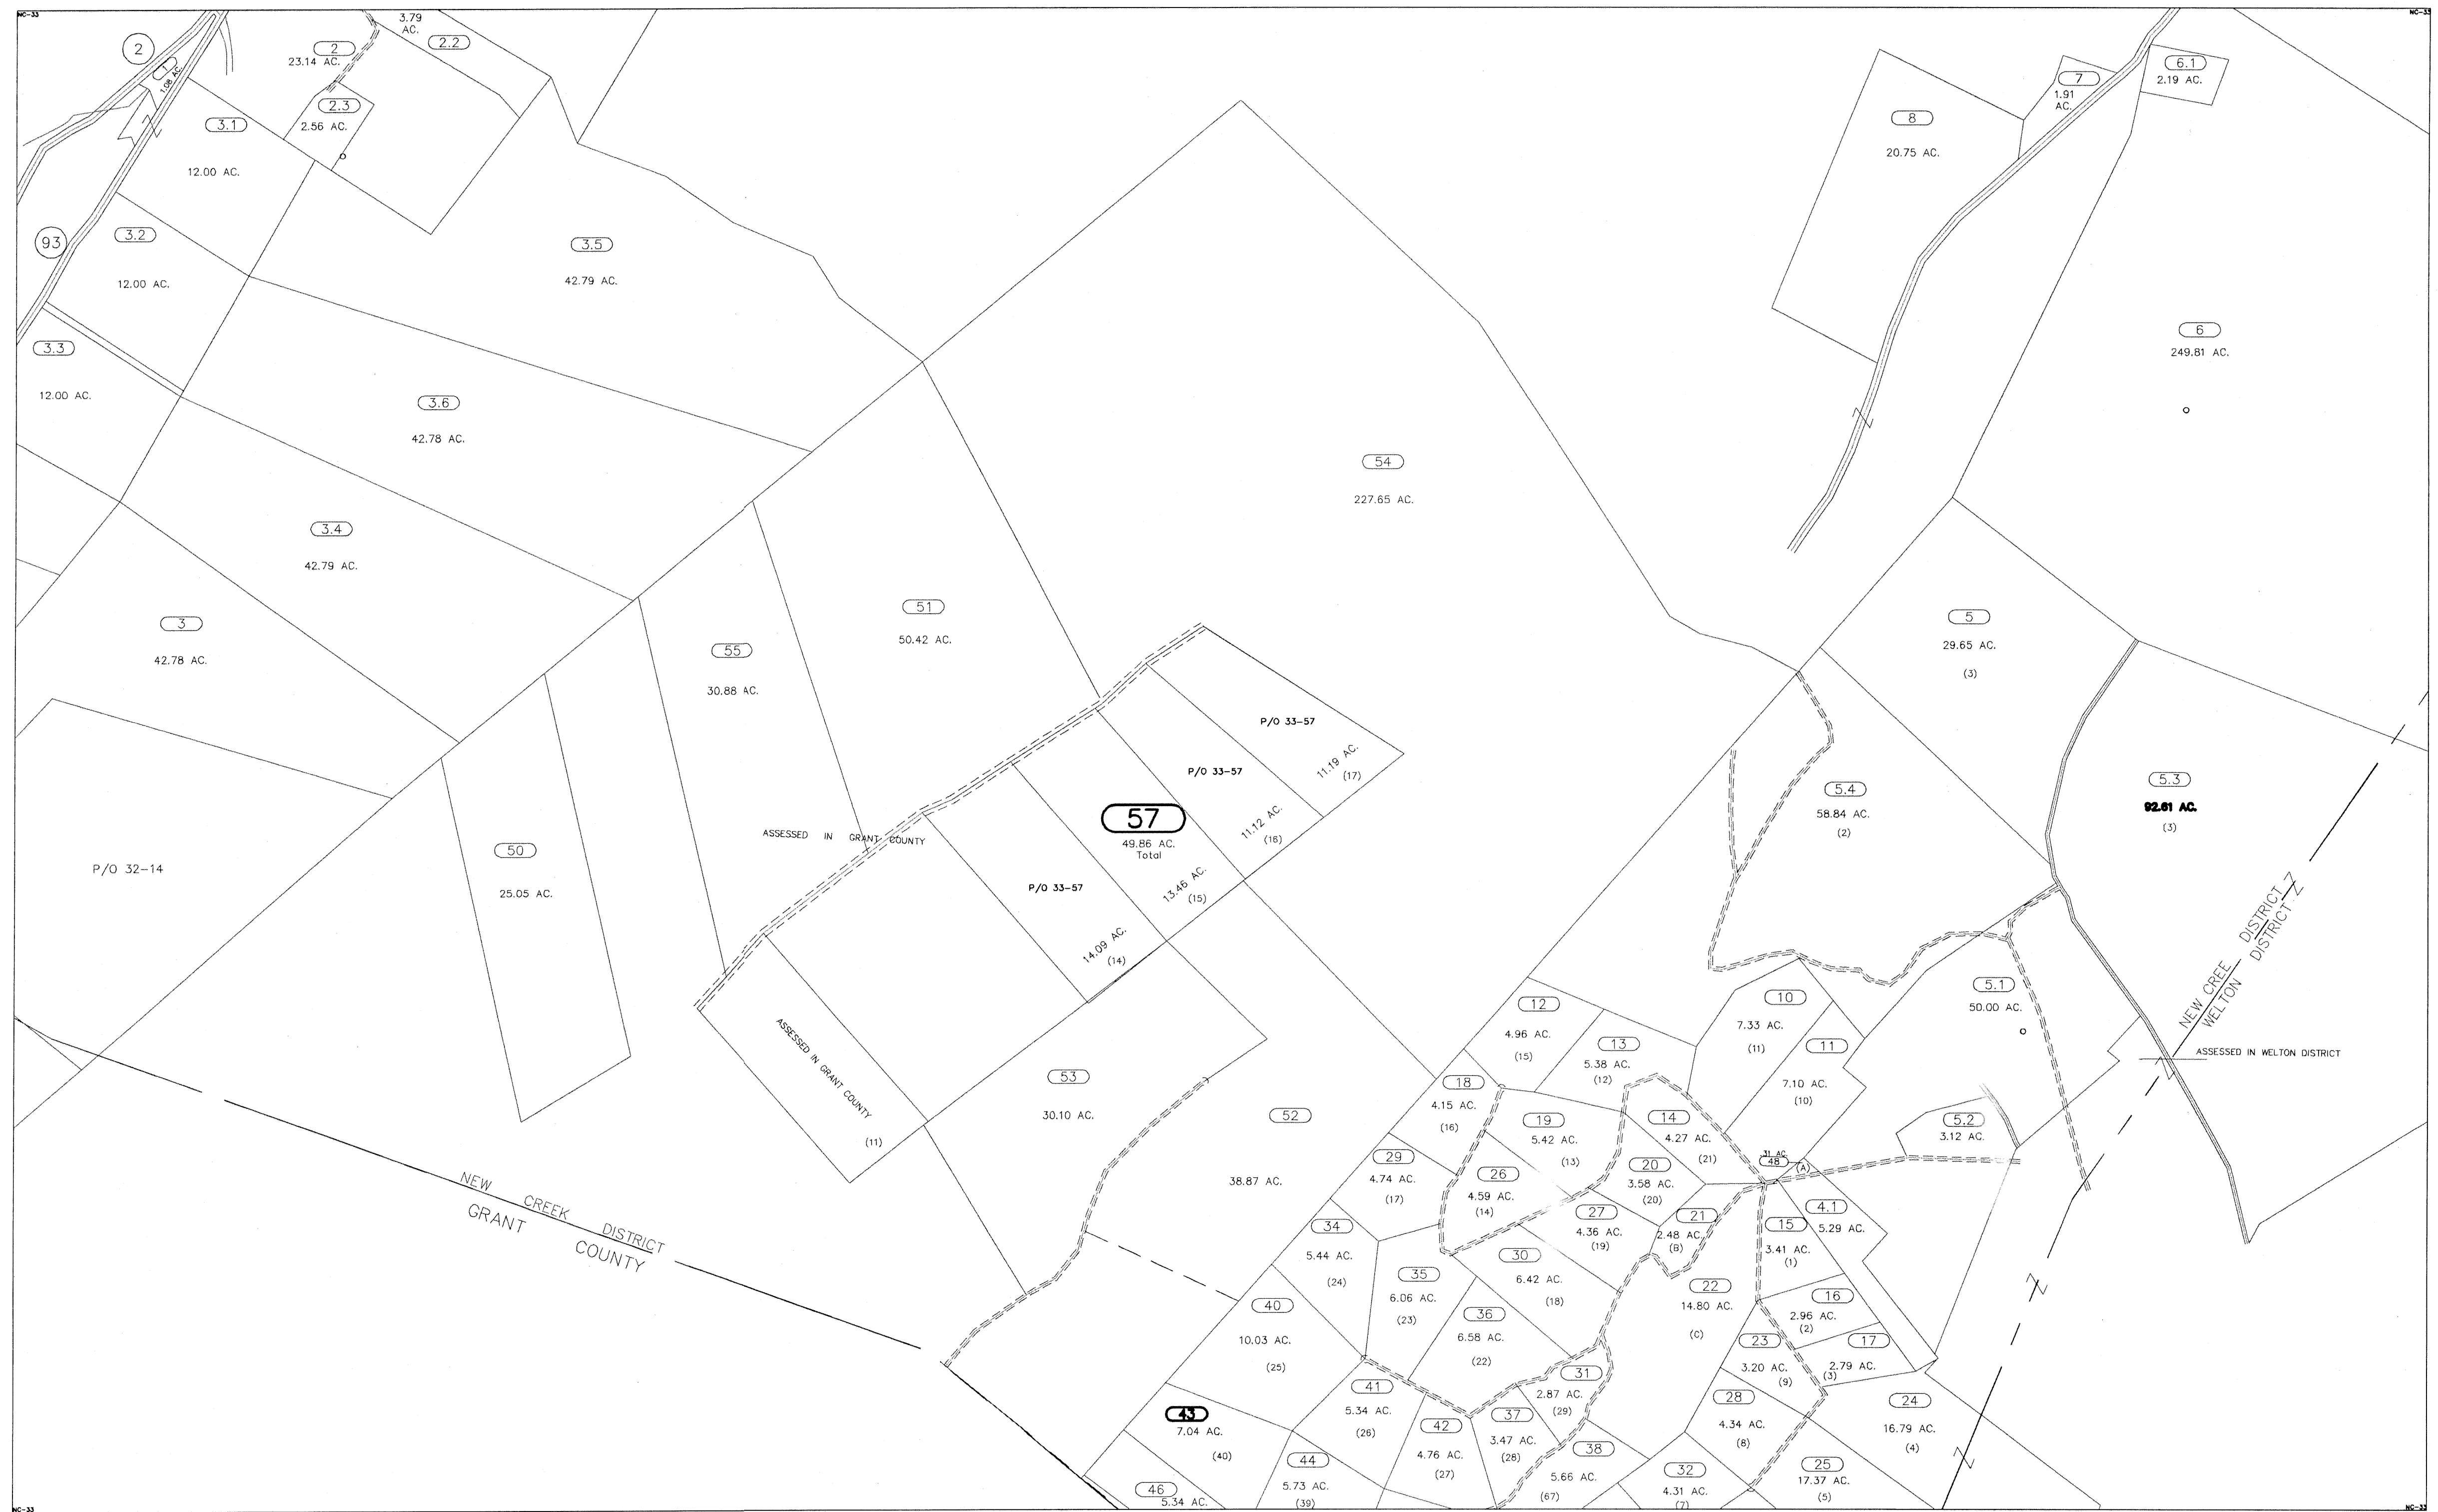 NC-33
NC-33
2
1
1.08 AC.
2
23.14 AC.
3.79
AC.
2.2
2.3
2.56 AC.
3.1
12.00 AC.
93
3.2
12.00 AC.
3.3
12.00 AC.
3.5
42.79 AC.
3.6
42.78 AC.
3.4
42.79 AC.
3
42.78 AC.
P/O 32-14
8
20.75 AC.
7
1.91
AC.
6.1
2.19 AC.
6
249.81 AC.
54
227.65 AC.
51
50.42 AC.
55
30.88 AC.
50
25.05 AC.
ASSESSED IN GRANT COUNTY
P/O 33-57
11.19 AC.
(17)
P/O 33-57
11.12 AC.
(16)
57
49.86 AC.
Total
13.46 AC.
(15)
P/O 33-57
14.09 AC.
(14)
ASSESSED IN GRANT COUNTY
(11)
5
29.65 AC.
(3)
5.4
58.84 AC.
(2)
5.3
92.61 AC.
(3)
NEW CREE DISTRICT
WELTON DISTRICT
ASSESSED IN WELTON DISTRICT
5.1
50.00 AC.
5.2
3.12 AC.
10
7.33 AC.
(11)
11
7.10 AC.
(10)
12
4.96 AC.
(15)
13
5.38 AC.
(12)
53
30.10 AC.
52
38.87 AC.
18
4.15 AC.
(16)
19
5.42 AC.
(13)
14
4.27 AC.
(21)
.31 AC.
48
(A)
29
4.74 AC.
(17)
26
4.59 AC.
(14)
20
3.58 AC.
(20)
NEW CREEK DISTRICT
GRANT COUNTY
34
5.44 AC.
(24)
27
4.36 AC.
(19)
21
2.48 AC.
(B)
15
3.41 AC.
(1)
4.1
5.29 AC.
35
6.06 AC.
(23)
30
6.42 AC.
(18)
22
14.80 AC.
(C)
16
2.96 AC.
(2)
40
10.03 AC.
(25)
36
6.58 AC.
(22)
23
3.20 AC.
(9)
17
2.79 AC.
(3)
41
5.34 AC.
(26)
31
2.87 AC.
(29)
28
4.34 AC.
(8)
24
16.79 AC.
(4)
43
7.04 AC.
(40)
42
4.76 AC.
(27)
37
3.47 AC.
(28)
38
5.66 AC.
(67)
44
5.73 AC.
(39)
32
4.31 AC.
(7)
25
17.37 AC.
(5)
46
5.34 AC.
NC-33
NC-33